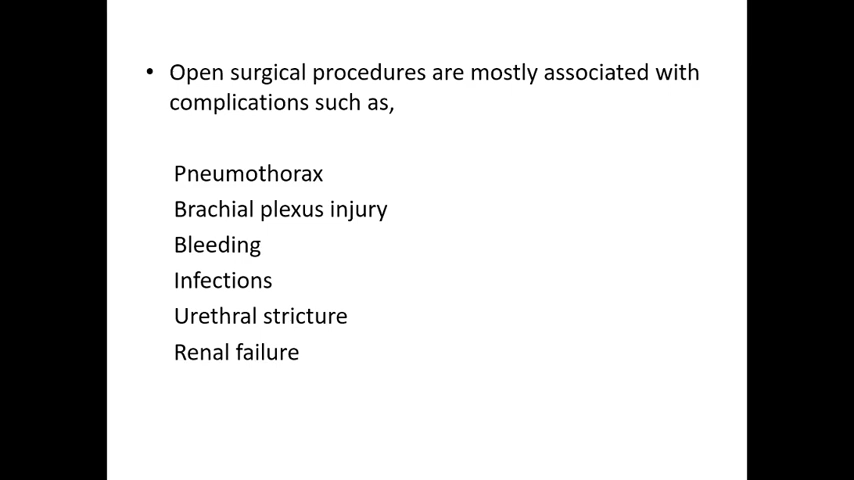 • Open surgical procedures are mostly associated with
complications such as,
Pneumothorax
Brachial plexus injury
Bleeding
Infections
Urethral stricture
Renal failure